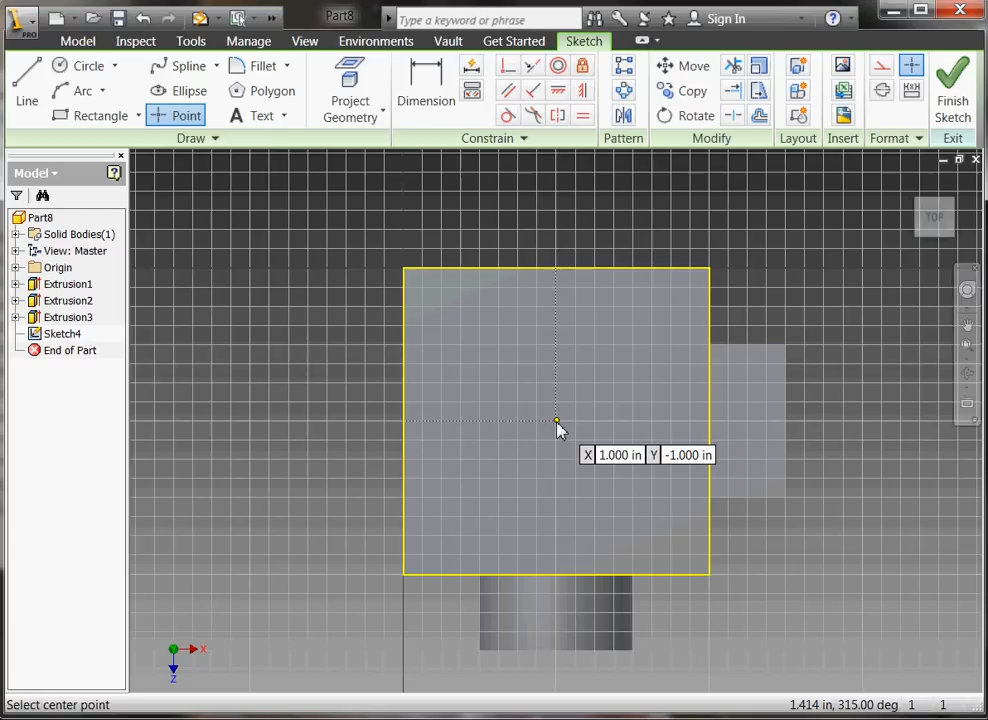 Part8
Type a keyword or phrase
Sign In
PRO
Model
Inspect
Tools
Manage
View
Environments
Vault
Get Started
Sketch
Line
Circle
Arc
Rectangle
Spline
Ellipse
Point
Fillet
Polygon
Text
Project Geometry
Dimension
Move
Copy
Rotate
Finish Sketch
Draw
Constrain
Pattern
Modify
Layout
Insert
Format
Exit
Model
Part8
Solid Bodies(1)
View: Master
Origin
Extrusion1
Extrusion2
Extrusion3
Sketch4
End of Part
TOP
X 1.000 in Y -1.000 in
X
Z
Select center point
1.414 in, 315.00 deg 1 1